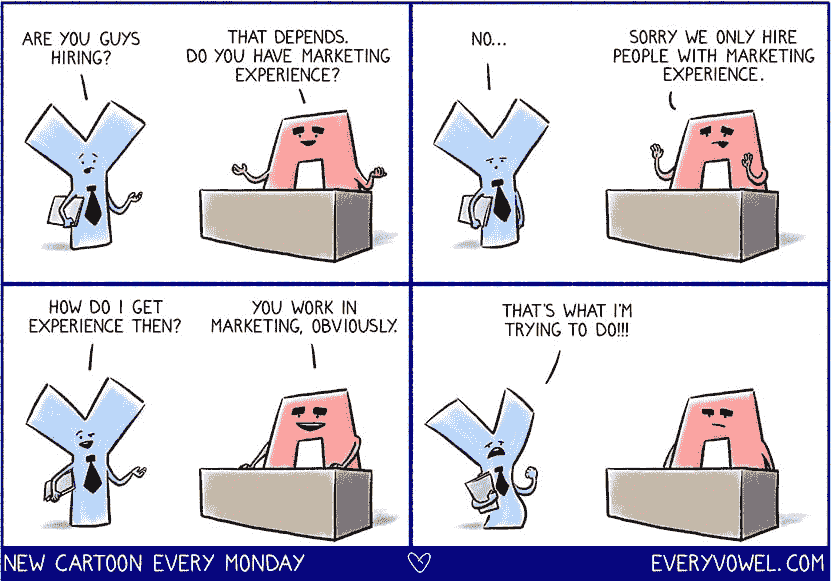 ARE YOU GUYS
HIRING?
THAT DEPENDS.
DO YOU HAVE MARKETING
EXPERIENCE?
NO...
SORRY WE ONLY HIRE
PEOPLE WITH MARKETING
EXPERIENCE.
HOW DO I GET
EXPERIENCE THEN?
YOU WORK IN
MARKETING, OBVIOUSLY.
THAT'S WHAT I'M
TRYING TO DO!!!
NEW CARTOON EVERY MONDAY
EVERYVOWEL.COM